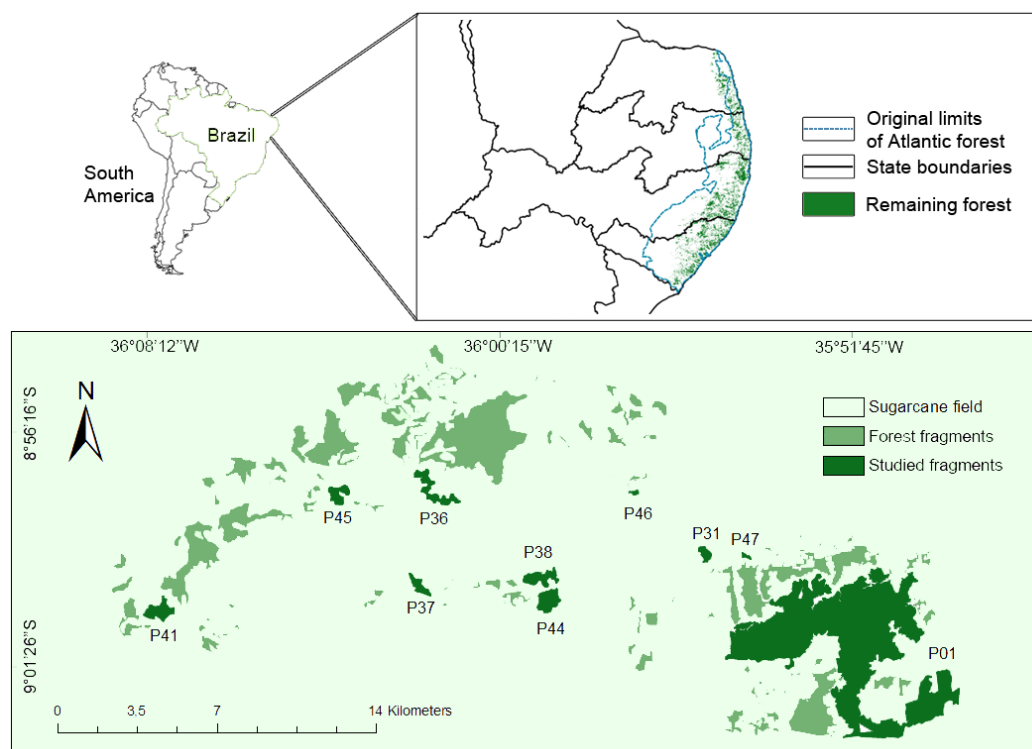 Brazil
South
America
Original limits
of Atlantic forest
State boundaries
Remaining forest
36°08'12''W
36°00'15''W
35°51'45''W
8°56'16''S
9°01'26''S
N
Sugarcane field
Forest fragments
Studied fragments
P45
P36
P46
P31
P47
P38
P37
P44
P41
P01
0
3.5
7
14 Kilometers